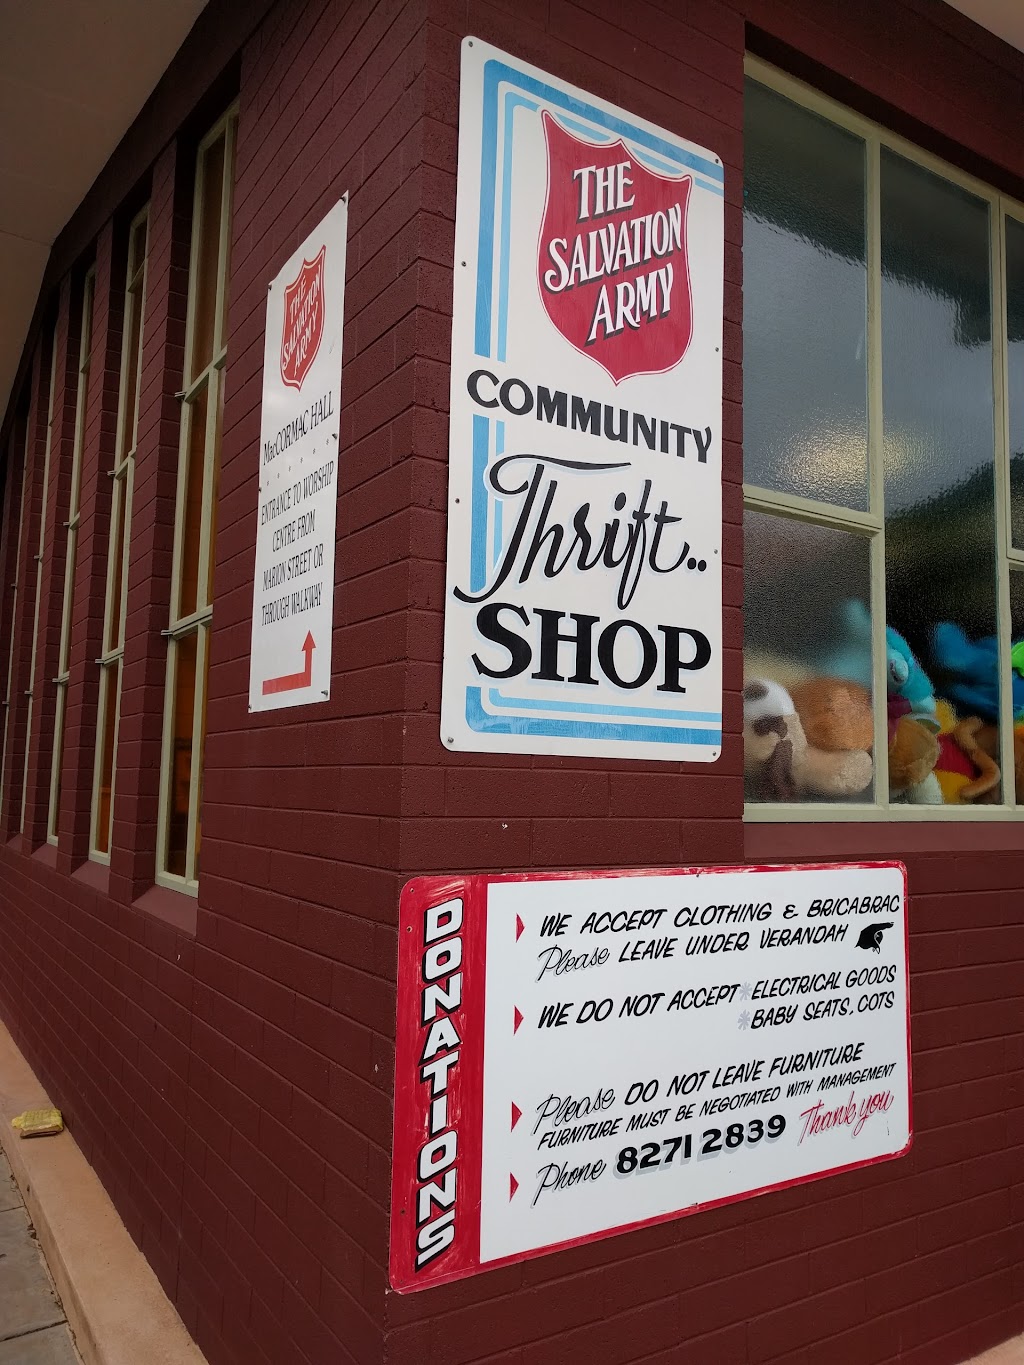 THE
SALVATION
ARMY
MacCORMAC HALL
ENTRANCE TO WORSHIP
CENTRE FROM
MARION STREET OR
THROUGH WALKWAY
THE
SALVATION
ARMY
COMMUNITY
Thrift..
SHOP
DONATIONS
WE ACCEPT CLOTHING & BRICABRAC
Please LEAVE UNDER VERANDAH
WE DO NOT ACCEPT *ELECTRICAL GOODS
*BABY SEATS. COTS
Please DO NOT LEAVE FURNITURE
FURNITURE MUST BE NEGOTIATED WITH MANAGEMENT
Phone 8271 2839 Thank you